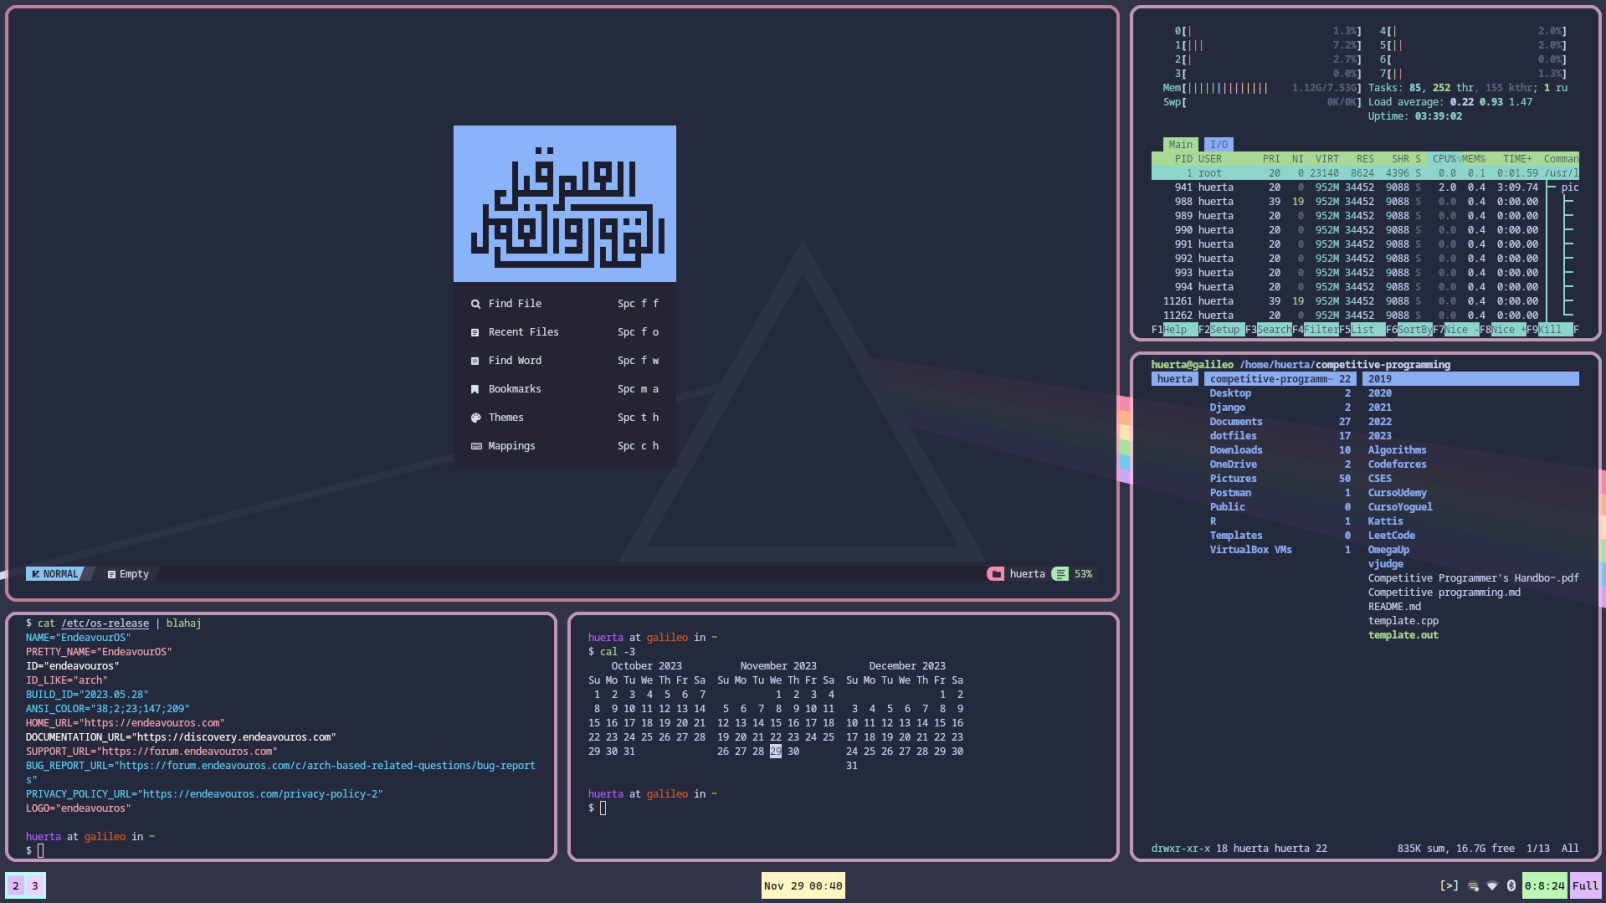 0[| 1.3%] 4[| 2.0%]
1[||| 7.2%] 5[|| 2.0%]
2[| 2.7%] 6[ 0.0%]
3[ 0.0%] 7[|| 1.3%]
Mem[|||||||||||||| 1.12G/7.53G] Tasks: 85, 252 thr, 155 kthr; 1 ru
Swp[ 0K/0K] Load average: 0.22 0.93 1.47
Uptime: 03:39:02
Main I/O
PID USER PRI NI VIRT RES SHR S CPU%▽MEM% TIME+ Comman
1 root 20 0 23140 8624 4396 S 0.0 0.1 0:01.59 /usr/l
941 huerta 20 0 952M 34452 9088 S 2.0 0.4 3:09.74 pic
988 huerta 39 19 952M 34452 9088 S 0.0 0.4 0:00.00
989 huerta 20 0 952M 34452 9088 S 0.0 0.4 0:00.00
990 huerta 20 0 952M 34452 9088 S 0.0 0.4 0:00.00
991 huerta 20 0 952M 34452 9088 S 0.0 0.4 0:00.00
992 huerta 20 0 952M 34452 9088 S 0.0 0.4 0:00.00
993 huerta 20 0 952M 34452 9088 S 0.0 0.4 0:00.00
994 huerta 20 0 952M 34452 9088 S 0.0 0.4 0:00.00
11261 huerta 39 19 952M 34452 9088 S 0.0 0.4 0:00.00
11262 huerta 20 0 952M 34452 9088 S 0.0 0.4 0:00.00
F1Help F2Setup F3SearchF4FilterF5List F6SortByF7Nice -F8Nice +F9Kill F
Find File Spc f f
Recent Files Spc f o
Find Word Spc f w
Bookmarks Spc m a
Themes Spc t h
Mappings Spc c h
NORMAL Empty huerta 53%
huerta@galileo /home/huerta/competitive-programming
huerta competitive-programm~ 22 2019
Desktop 2 2020
Django 2 2021
Documents 27 2022
dotfiles 17 2023
Downloads 10 Algorithms
OneDrive 2 Codeforces
Pictures 50 CSES
Postman 1 CursoUdemy
Public 0 CursoYoguel
R 1 Kattis
Templates 0 LeetCode
VirtualBox VMs 1 OmegaUp
vjudge
Competitive Programmer's Handbo~.pdf
Competitive programming.md
README.md
template.cpp
template.out
drwxr-xr-x 18 huerta huerta 22 835K sum, 16.7G free 1/13 All
$ cat /etc/os-release | blahaj
NAME="EndeavourOS"
PRETTY_NAME="EndeavourOS"
ID="endeavouros"
ID_LIKE="arch"
BUILD_ID="2023.05.28"
ANSI_COLOR="38;2;23;147;209"
HOME_URL="https://endeavouros.com"
DOCUMENTATION_URL="https://discovery.endeavouros.com"
SUPPORT_URL="https://forum.endeavouros.com"
BUG_REPORT_URL="https://forum.endeavouros.com/c/arch-based-related-questions/bug-report
s"
PRIVACY_POLICY_URL="https://endeavouros.com/privacy-policy-2"
LOGO="endeavouros"
huerta at galileo in ~
$
huerta at galileo in ~
$ cal -3
October 2023 November 2023 December 2023
Su Mo Tu We Th Fr Sa Su Mo Tu We Th Fr Sa Su Mo Tu We Th Fr Sa
1 2 3 4 5 6 7 1 2 3 4 1 2
8 9 10 11 12 13 14 5 6 7 8 9 10 11 3 4 5 6 7 8 9
15 16 17 18 19 20 21 12 13 14 15 16 17 18 10 11 12 13 14 15 16
22 23 24 25 26 27 28 19 20 21 22 23 24 25 17 18 19 20 21 22 23
29 30 31 26 27 28 29 30 24 25 26 27 28 29 30
31
huerta at galileo in ~
$
2 3
Nov 29 00:40
[>] 0:8:24 Full